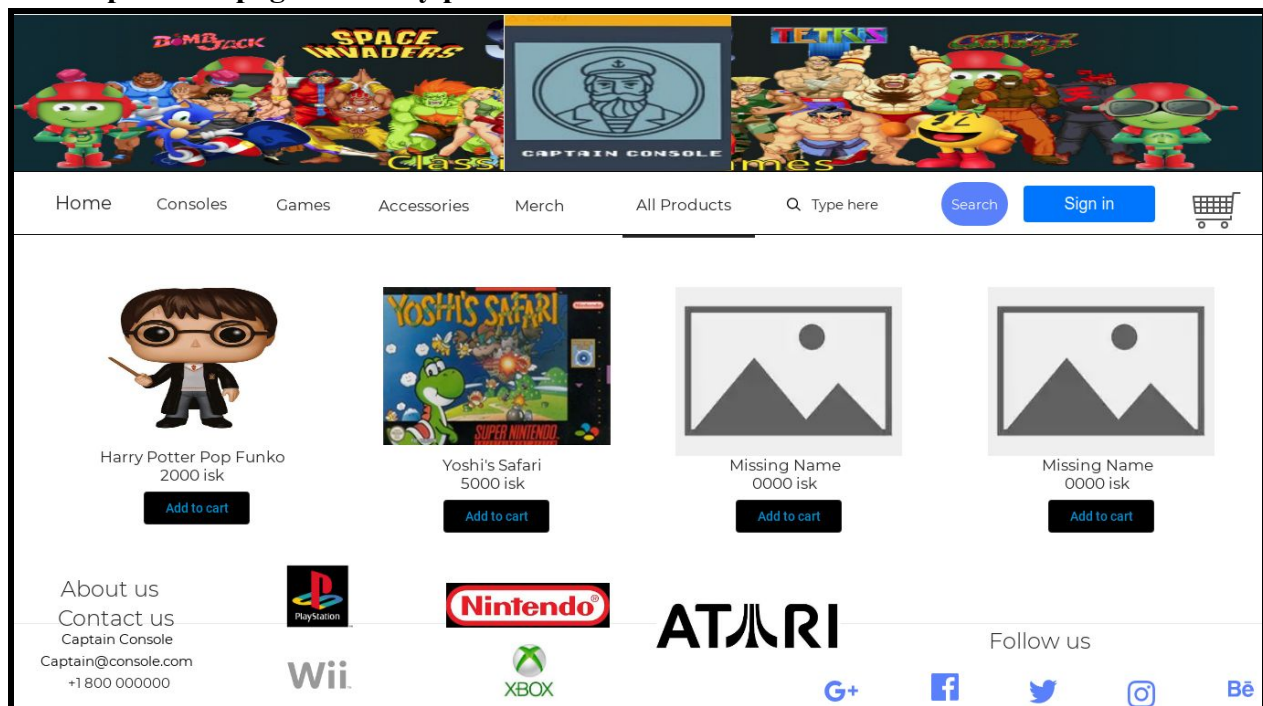 BOMB JACK
SPACE
INVADERS
TETRIS
Galaga
CAPTAIN CONSOLE
Home Consoles Games Accessories Merch All Products Type here Search Sign in
YOSHI'S SAFARI
Nintendo
SUPER NINTENDO
Harry Potter Pop Funko
2000 isk
Add to cart
Yoshi's Safari
5000 isk
Add to cart
Missing Name
0000 isk
Add to cart
Missing Name
0000 isk
Add to cart
About us
Contact us
Captain Console
Captain@console.com
+1 800 000000
PlayStation
Nintendo®
ATARI
Wii
XBOX
Follow us
G+
f
Bē